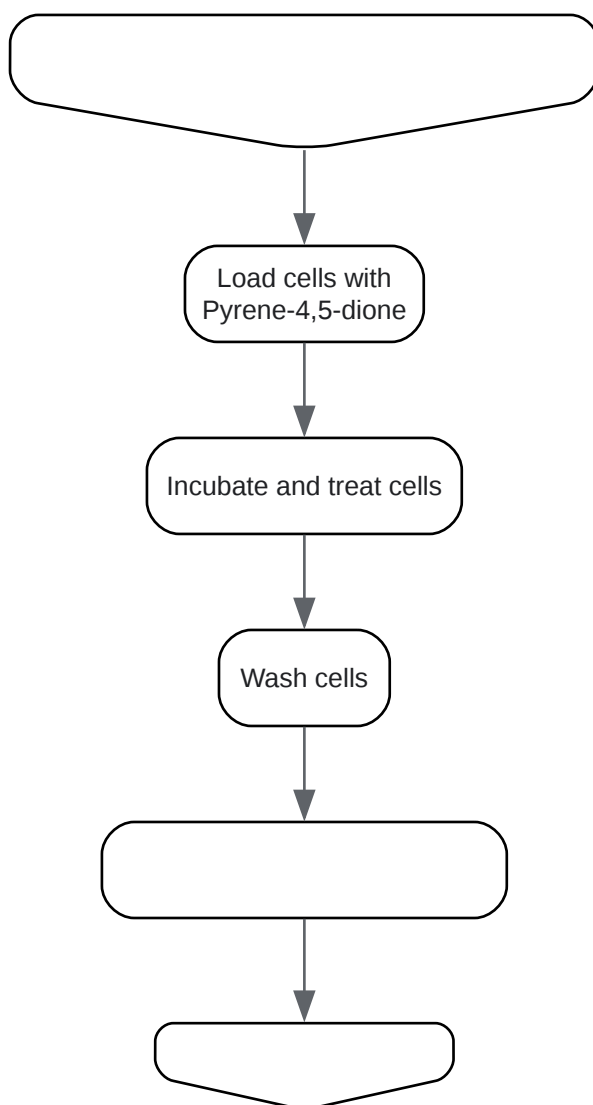 Load cells with
Pyrene-4,5-dione
Incubate and treat cells
Wash cells